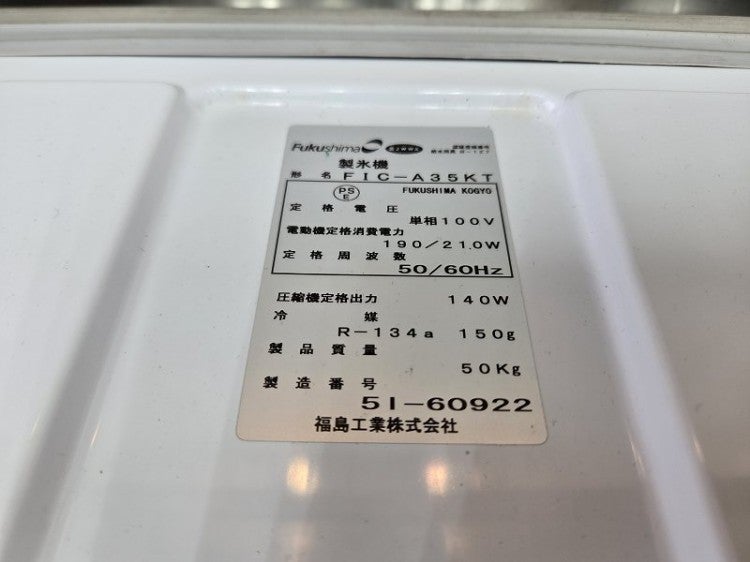 Fukushima JWWA
製氷機
形名 FIC-A35KT
PS E FUKUSHIMA KOGYO
定格電圧 単相100V
電動機定格消費電力
190/210W
定格周波数
50/60Hz
圧縮機定格出力 140W
冷媒
R-134a 150g
製品質量
50Kg
製造番号
51-60922
福島工業株式会社